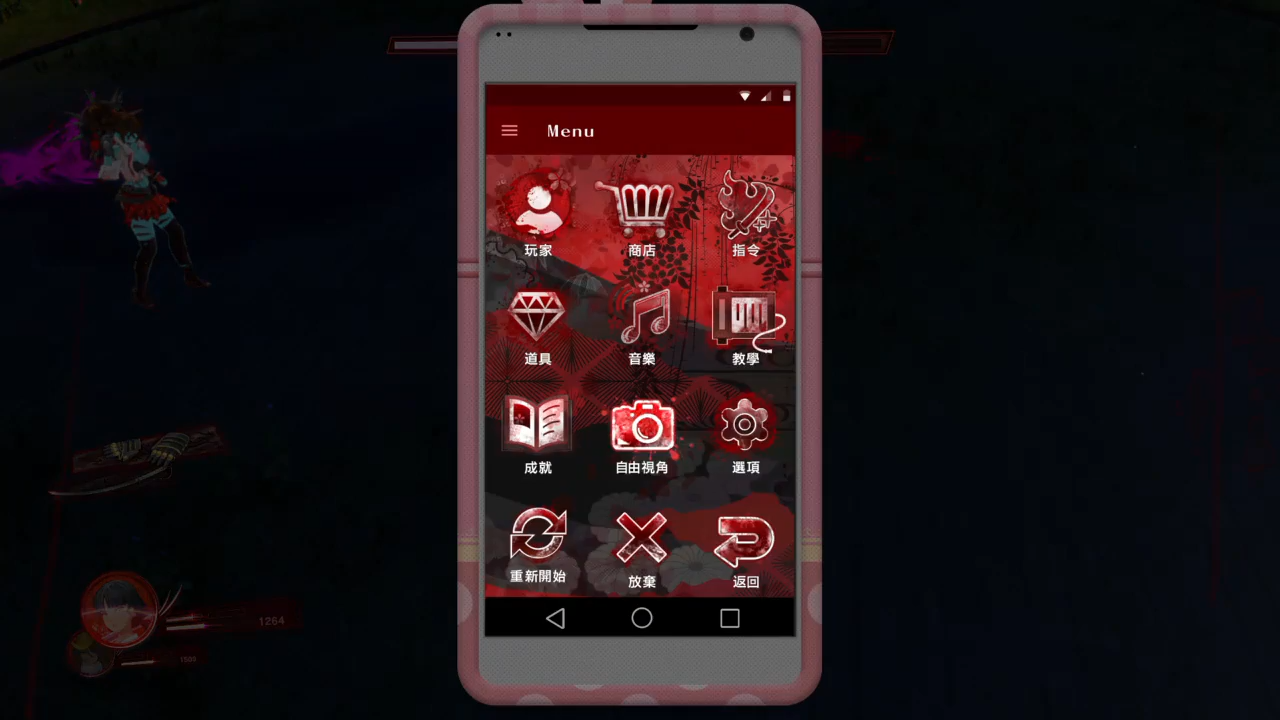 Menu
玩家
商店
指令
道具
音樂
教學
成就
自由視角
選項
重新開始
放棄
返回
1264
1503